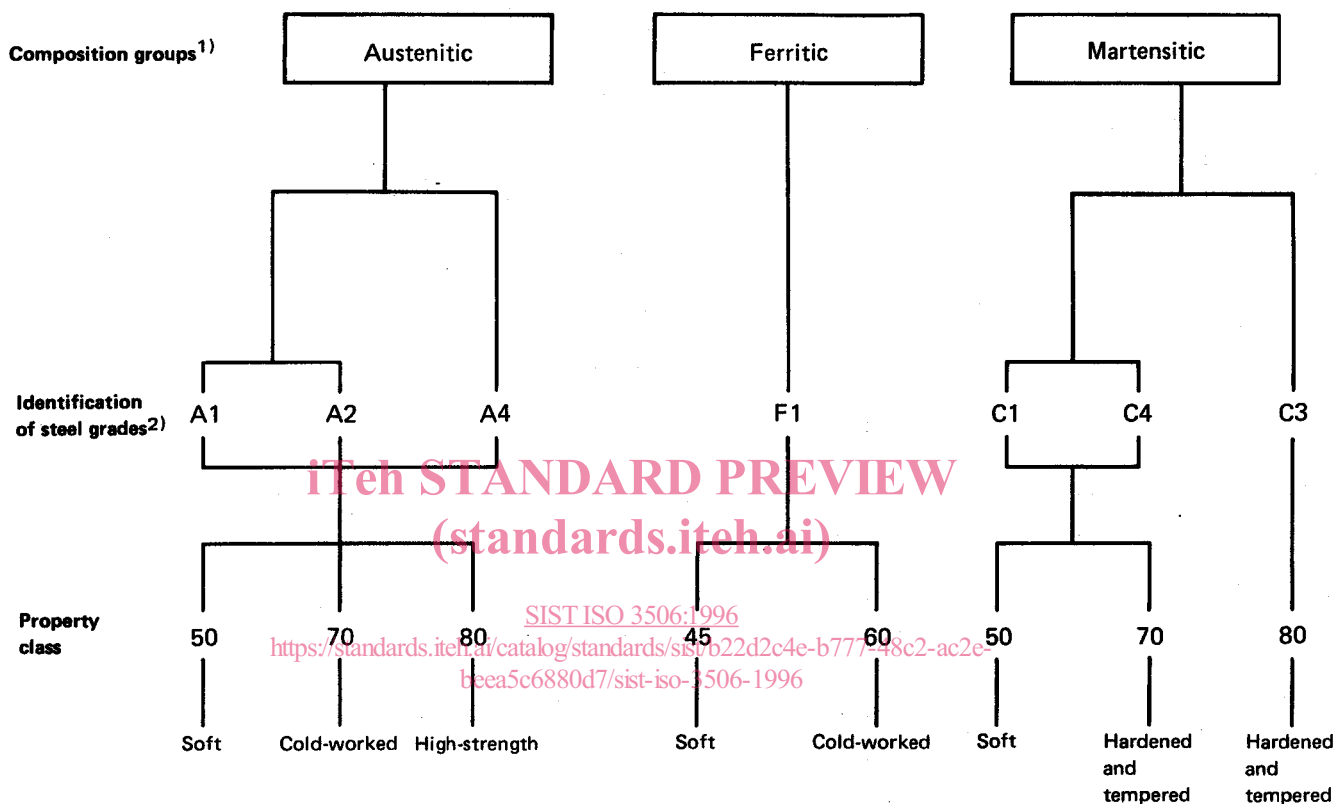 Composition groups1)
Austenitic
Ferritic
Martensitic
Identification
of steel grades2)
A1
A2
A4
F1
C1
C4
C3
iTeh STANDARD PREVIEW
(standards.iteh.ai)
Property
class
50
70
80
45
60
50
70
80
SIST ISO 3506:1996
https://standards.iteh.ai/catalog/standards/sist/b22d2c4e-b777-48c2-ac2e-
beea5c6880d7/sist-iso-3506-1996
Soft
Cold-worked
High-strength
Soft
Cold-worked
Soft
Hardened
and
tempered
Hardened
and
tempered